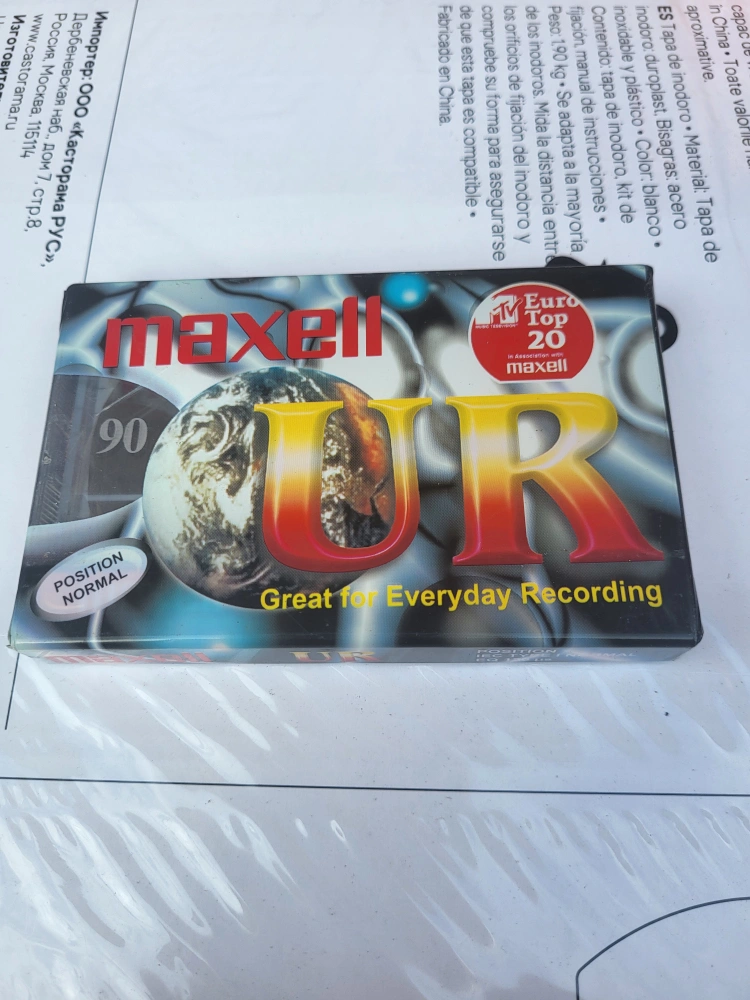 maxell
MTV
MUSIC TELEVISION
Euro
Top
20
in Association with
maxell
90
UR
POSITION
NORMAL
Great for Everyday Recording
maxell
UR
POSITION
Импортер: ООО «Касторама РУС»,
Дербеневская наб., дом 7, стр.8,
Россия, Москва, 115114
www.castorama.ru
in China • Toate valorile
aproximative.
ES Tapa de inodoro • Material: Tapa de
inodoro: duroplast, Bisagras: acero
inoxidable y plástico • Color: blanco •
Contenido: tapa de inodoro, kit de
fijación, manual de instrucciones •
Peso: 1,90 kg • Se adapta a la mayoría
de los inodoros. Mida la distancia entre
los orificios de fijación del inodoro y
compruebe su forma para asegurarse
de que esta tapa es compatible •
Fabricado en China.